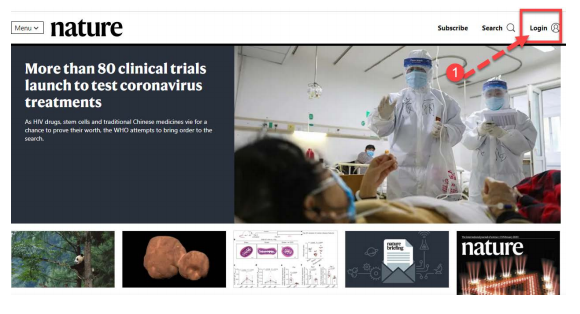 Menu
nature
Subscribe
Search
Login
1
More than 80 clinical trials
launch to test coronavirus
treatments
As HIV drugs, stem cells and traditional Chinese medicines vie for a
chance to prove their worth, the WHO attempts to bring order to the
search.
nature
briefing
nature